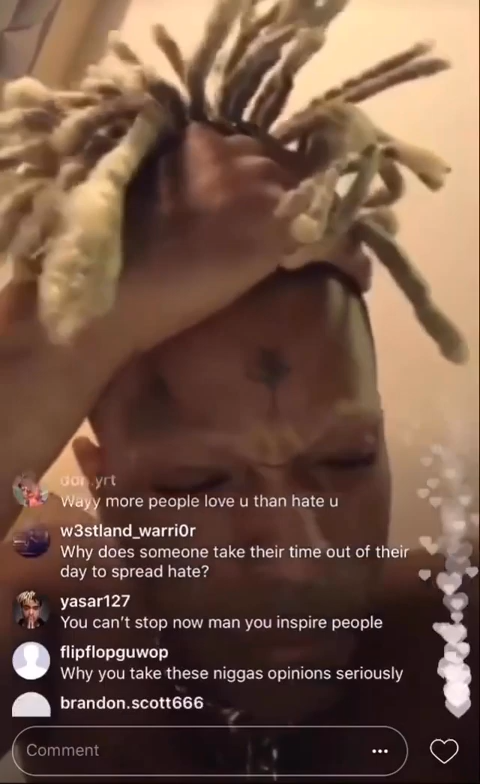 don.yrt
Wayy more people love u than hate u
w3stland_warri0r
Why does someone take their time out of their
day to spread hate?
yasar127
You can't stop now man you inspire people
flipflopguwop
Why you take these niggas opinions seriously
brandon.scott666
Comment